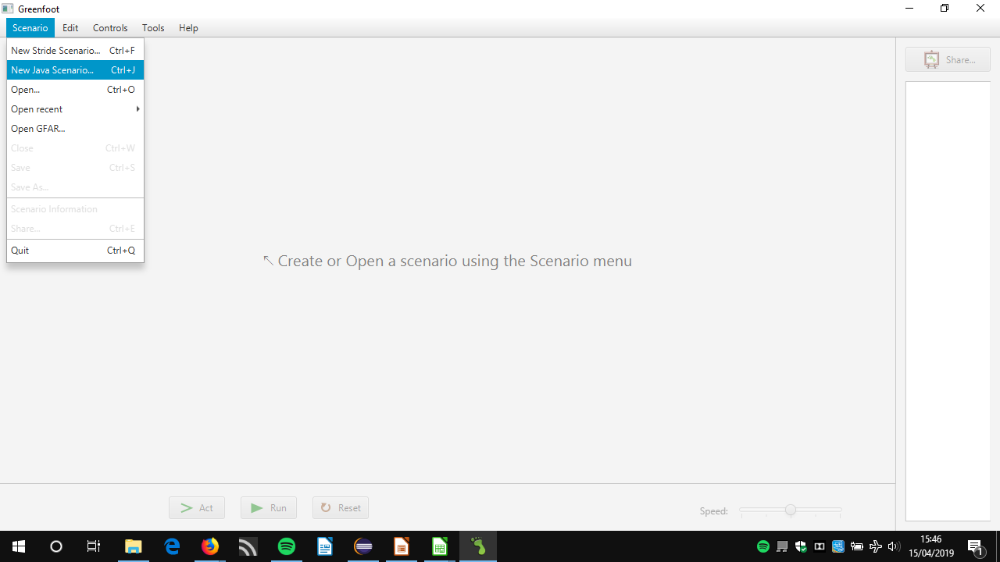 Greenfoot
Scenario Edit Controls Tools Help
New Stride Scenario... Ctrl+F
New Java Scenario... Ctrl+J
Open... Ctrl+O
Open recent
Open GFAR...
Close Ctrl+W
Save Ctrl+S
Save As...
Scenario Information
Share... Ctrl+E
Quit Ctrl+Q
Share...
Create or Open a scenario using the Scenario menu
Act Run Reset Speed:
15:46
15/04/2019
1